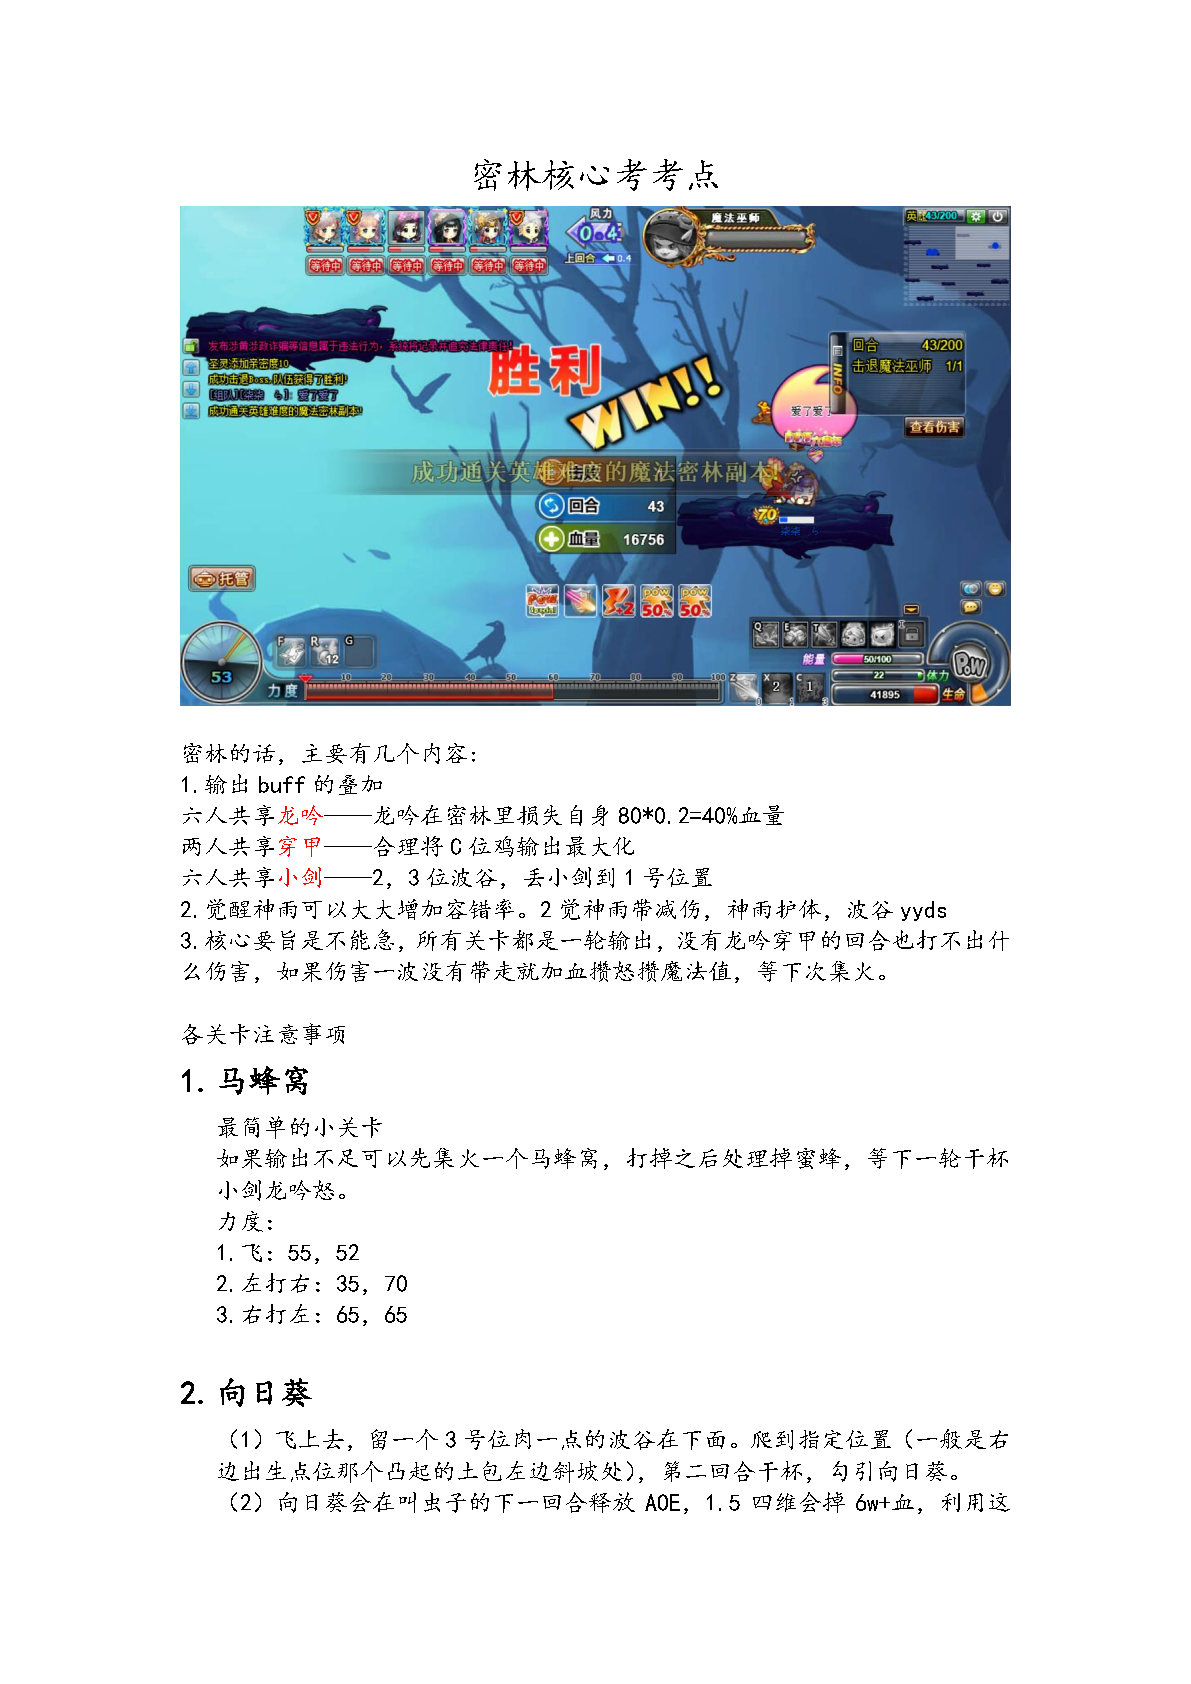 密林核心考考点
风力
0.4
上回合 0.4
魔法巫师
43/200
等待中 等待中 等待中 等待中 等待中 等待中
发布涉黄涉政诈骗等信息属于违法行为，系统将记录并追究法律责任！
圣灵添加亲密度10
成功击退Boss,队伍获得了胜利！
成功通关英雄难度的魔法密林副本！
胜利
WIN!!
INFO
回合 43/200
击退魔法巫师 1/1
查看伤害
爱了爱了
成功通关英雄难度的魔法密林副本！
回合 43
血量 16756
70
托管
POW 50% POW 50%
53
F R 12 G
力度
10 20 30 40 50 60 70 80 90 100
Q E T
能量 50/100
22 体力
41895 生命
POW
Z X 2 C 1
密林的话，主要有几个内容：
1.输出buff的叠加
六人共享龙吟——龙吟在密林里损失自身80*0.2=40%血量
两人共享穿甲——合理将C位鸡输出最大化
六人共享小剑——2，3位波谷，丢小剑到1号位置
2.觉醒神雨可以大大增加容错率。2觉神雨带减伤，神雨护体，波谷yyds
3.核心要旨是不能急，所有关卡都是一轮输出，没有龙吟穿甲的回合也打不出什
么伤害，如果伤害一波没有带走就加血攒怒攒魔法值，等下次集火。
各关卡注意事项
1. 马蜂窝
最简单的小关卡
如果输出不足可以先集火一个马蜂窝，打掉之后处理掉蜜蜂，等下一轮干杯
小剑龙吟怒。
力度：
1.飞：55，52
2.左打右：35，70
3.右打左：65，65
2. 向日葵
（1）飞上去，留一个3号位肉一点的波谷在下面。爬到指定位置（一般是右
边出生点位那个凸起的土包左边斜坡处），第二回合干杯，勾引向日葵。
（2）向日葵会在叫虫子的下一回合释放AOE，1.5四维会掉6w+血，利用这